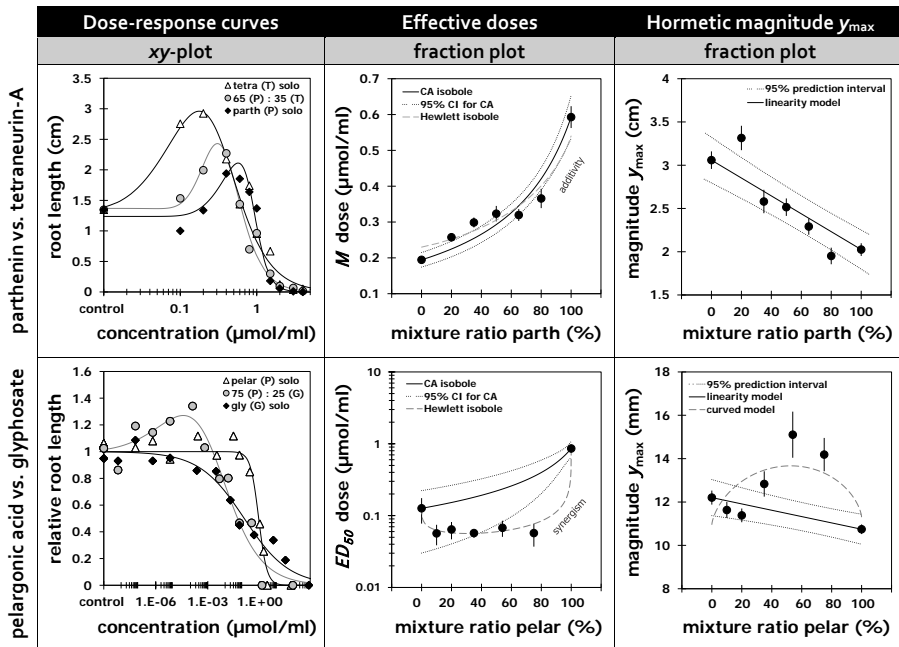 Dose-response curves
Effective doses
Hormetic magnitude ymax
xy-plot
fraction plot
fraction plot
parthenin vs. tetraneurin-A
root length (cm)
3.5
3
2.5
2
1.5
1
0.5
0
tetra (T) solo
65 (P) : 35 (T)
parth (P) solo
control
0.1
1
concentration (µmol/ml)
M dose (µmol/ml)
0.7
0.6
0.5
0.4
0.3
0.2
0.1
CA isobole
95% CI for CA
Hewlett isobole
additivity
0 20 40 60 80 100
mixture ratio parth (%)
magnitude ymax (cm)
4
3.5
3
2.5
2
1.5
1
95% prediction interval
linearity model
0 20 40 60 80 100
mixture ratio parth (%)
pelargonic acid vs. glyphosate
relative root length
1.6
1.4
1.2
1
0.8
0.6
0.4
0.2
0
pelar (P) solo
75 (P) : 25 (G)
gly (G) solo
control
1.E-06
1.E-03
1.E+00
concentration (µmol/ml)
ED50 dose (µmol/ml)
10
1
0.1
0.01
CA isobole
95% CI for CA
Hewlett isobole
synergism
0 20 40 60 80 100
mixture ratio pelar (%)
magnitude ymax (mm)
18
16
14
12
10
8
95% prediction interval
linearity model
curved model
0 20 40 60 80 100
mixture ratio pelar (%)